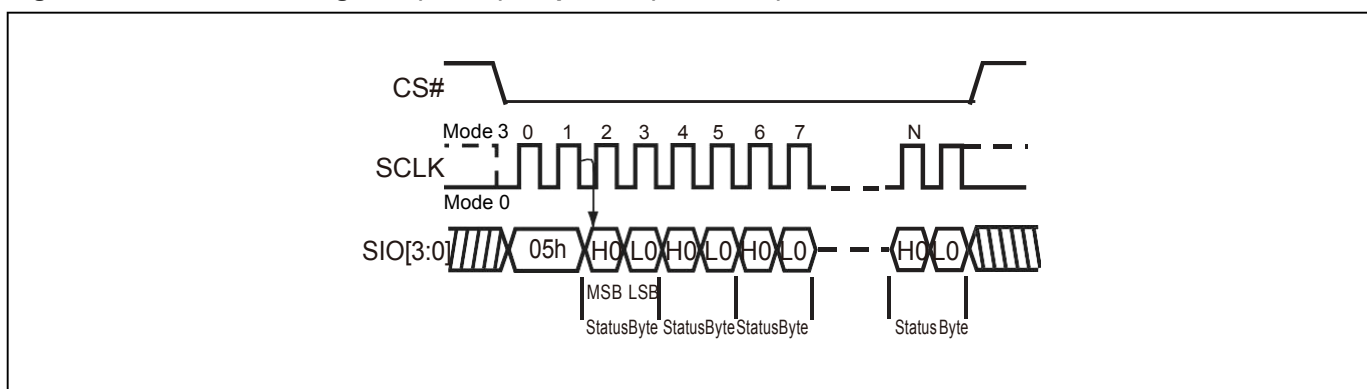 CS#
Mode 3 0 1 2 3 4 5 6 7 N
SCLK
Mode 0
SIO[3:0] 05h H0 L0 H0 L0 H0 L0 H0 L0
MSB LSB
StatusByte StatusByte StatusByte Status Byte